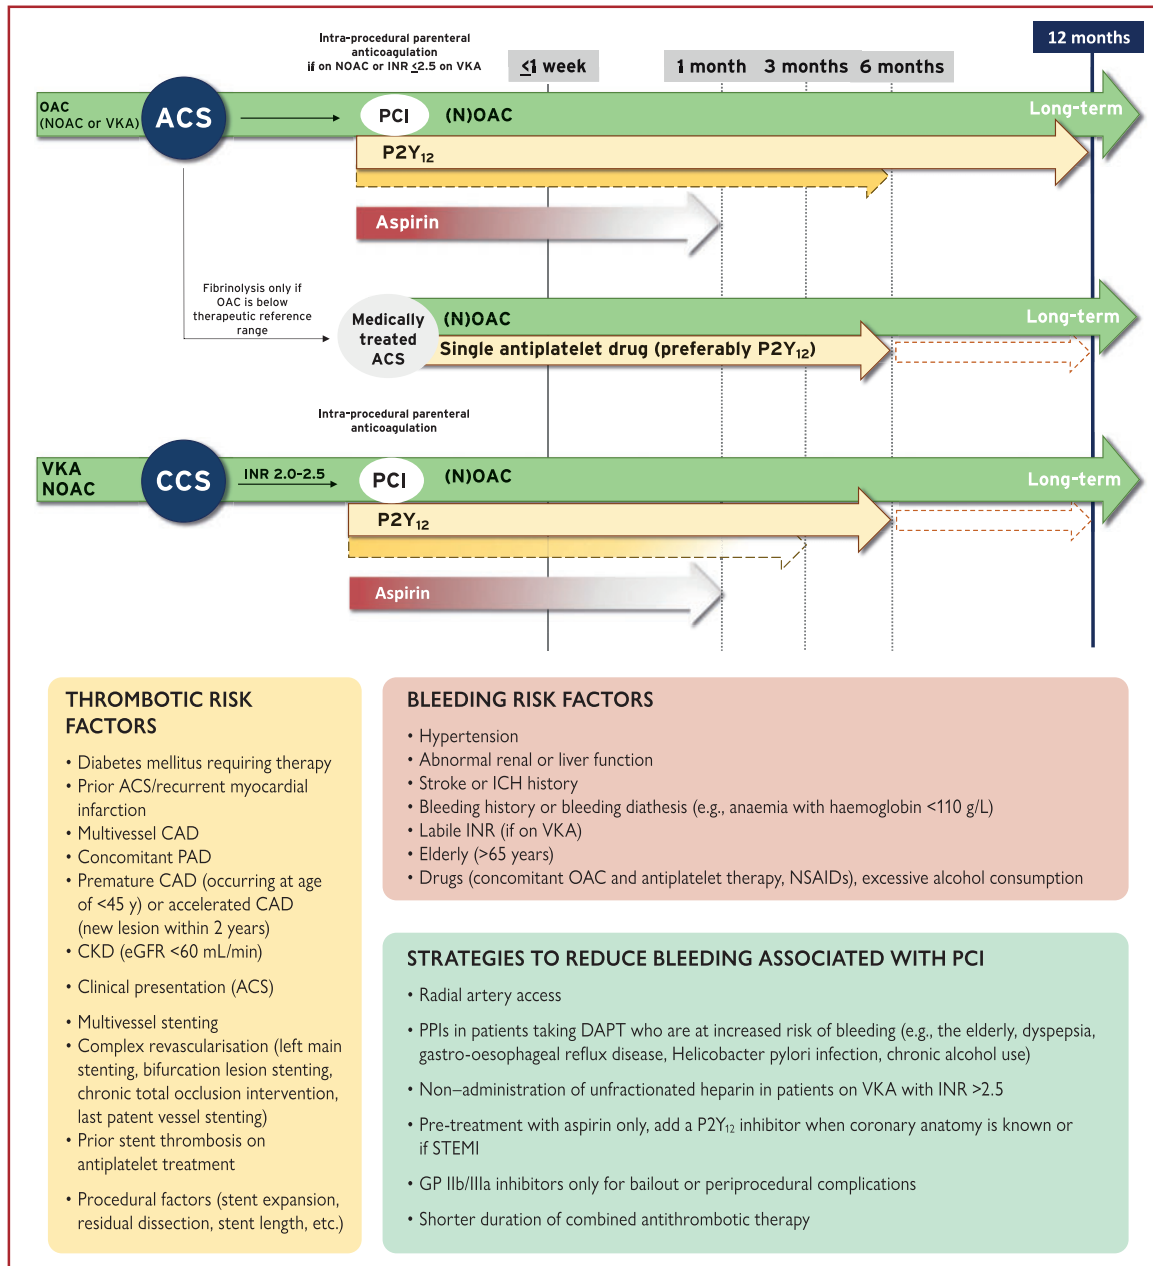 Intra-procedural parenteral
anticoagulation
if on NOAC or INR ≤2.5 on VKA
≤1 week
1 month
3 months
6 months
12 months
OAC
(NOAC or VKA)
ACS
PCI
(N)OAC
Long-term
P2Y12
Aspirin
Fibrinolysis only if
OAC is below
therapeutic reference
range
Medically
treated
ACS
(N)OAC
Long-term
Single antiplatelet drug (preferably P2Y12)
Intra-procedural parenteral
anticoagulation
VKA
NOAC
CCS
INR 2.0-2.5
PCI
(N)OAC
Long-term
P2Y12
Aspirin
THROMBOTIC RISK
FACTORS
• Diabetes mellitus requiring therapy
• Prior ACS/recurrent myocardial
infarction
• Multivessel CAD
• Concomitant PAD
• Premature CAD (occurring at age
of <45 y) or accelerated CAD
(new lesion within 2 years)
• CKD (eGFR <60 mL/min)
• Clinical presentation (ACS)
• Multivessel stenting
• Complex revascularisation (left main
stenting, bifurcation lesion stenting,
chronic total occlusion intervention,
last patent vessel stenting)
• Prior stent thrombosis on
antiplatelet treatment
• Procedural factors (stent expansion,
residual dissection, stent length, etc.)
BLEEDING RISK FACTORS
• Hypertension
• Abnormal renal or liver function
• Stroke or ICH history
• Bleeding history or bleeding diathesis (e.g., anaemia with haemoglobin <110 g/L)
• Labile INR (if on VKA)
• Elderly (>65 years)
• Drugs (concomitant OAC and antiplatelet therapy, NSAIDs), excessive alcohol consumption
STRATEGIES TO REDUCE BLEEDING ASSOCIATED WITH PCI
• Radial artery access
• PPIs in patients taking DAPT who are at increased risk of bleeding (e.g., the elderly, dyspepsia,
gastro-oesophageal reflux disease, Helicobacter pylori infection, chronic alcohol use)
• Non–administration of unfractionated heparin in patients on VKA with INR >2.5
• Pre-treatment with aspirin only, add a P2Y12 inhibitor when coronary anatomy is known or
if STEMI
• GP IIb/IIIa inhibitors only for bailout or periprocedural complications
• Shorter duration of combined antithrombotic therapy